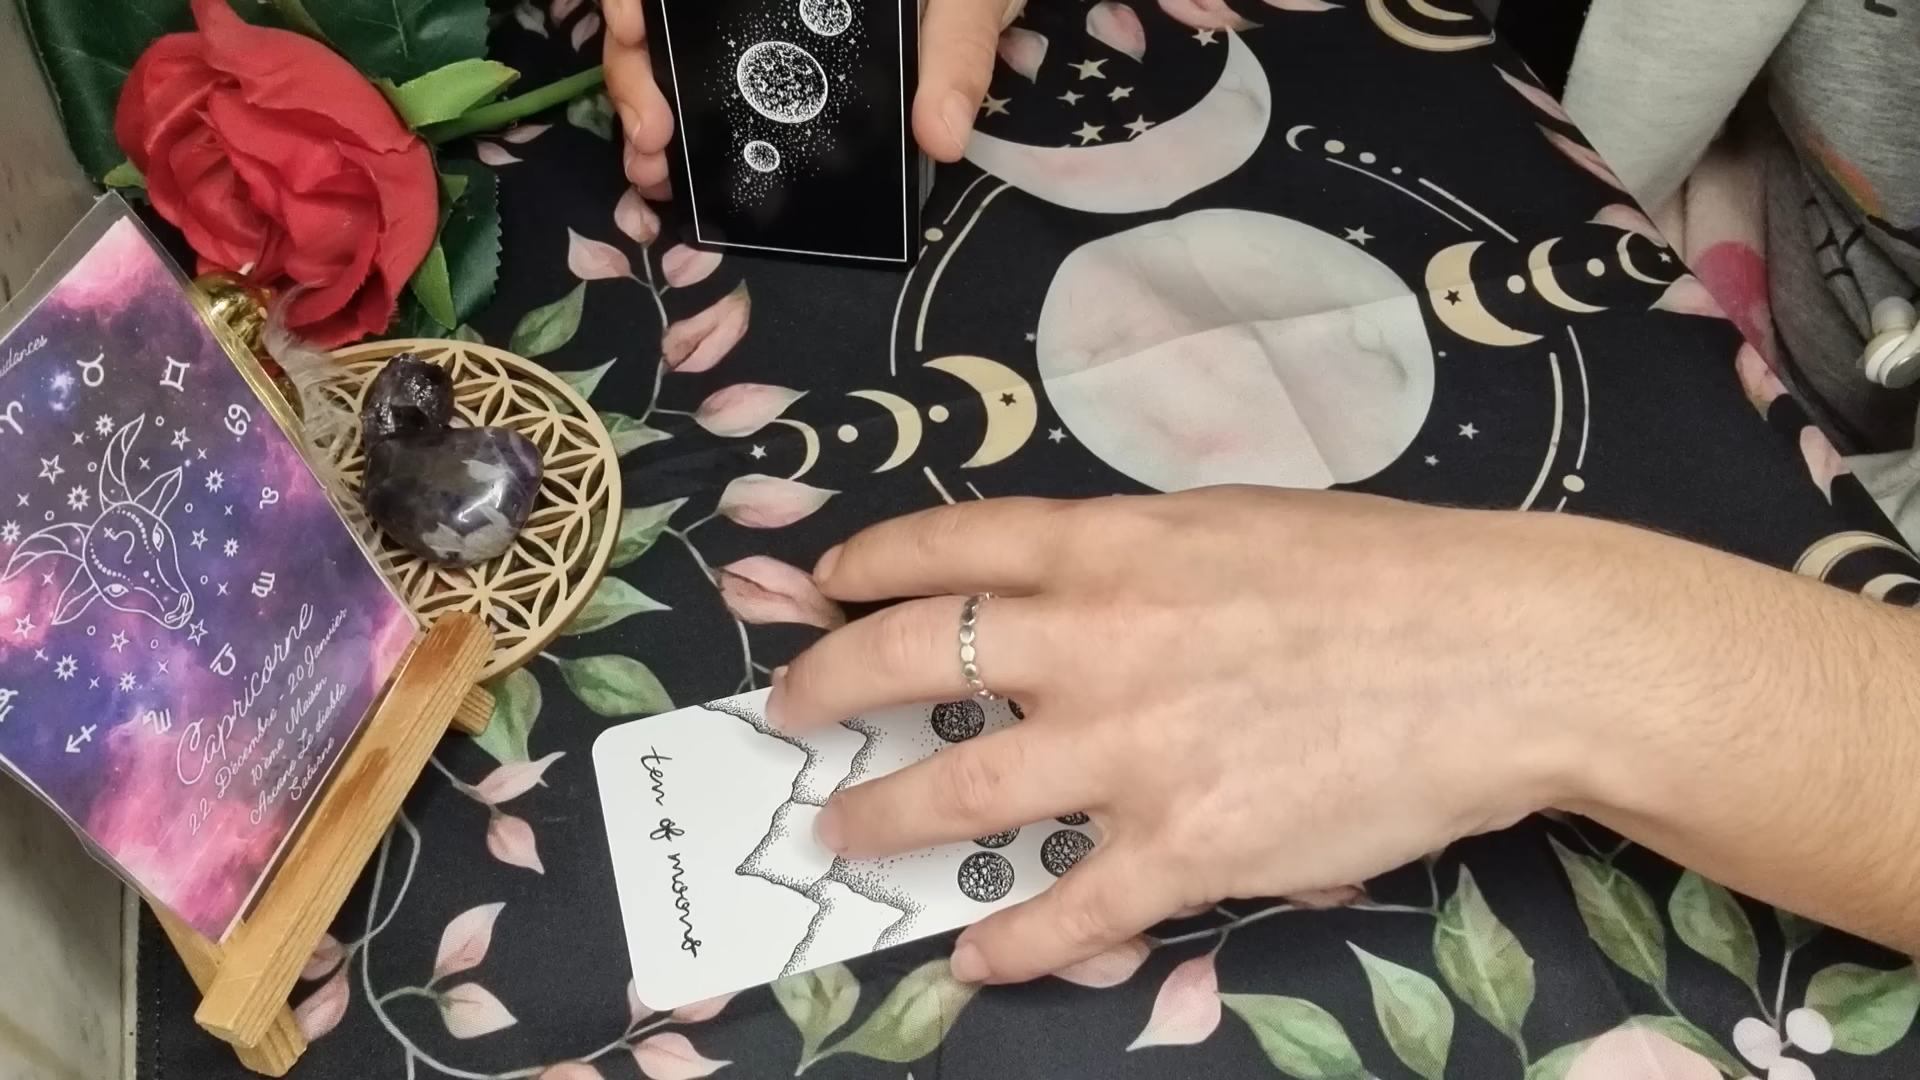 Capricorne
22 Décembre - 20 Janvier
10ème Maison
Arcane Le diable
Saturne
ten of moons